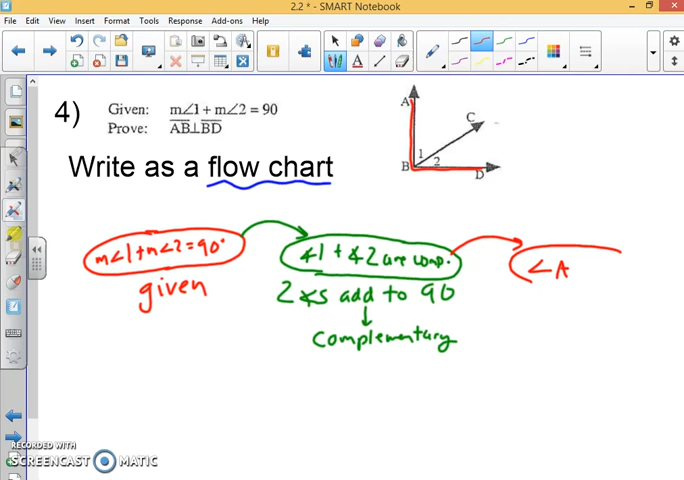 2.2 * - SMART Notebook
File Edit View Insert Format Tools Response Add-ons Help
4) Given: m∠1 + m∠2 = 90
Prove: AB⊥BD
Write as a flow chart
A
C
B
1
2
D
m∠1+m∠2=90°
given
∡1 + ∡2 are comp.
2 ∡s add to 90
complementary
∠A
RECORDED WITH
SCREENCAST MATIC